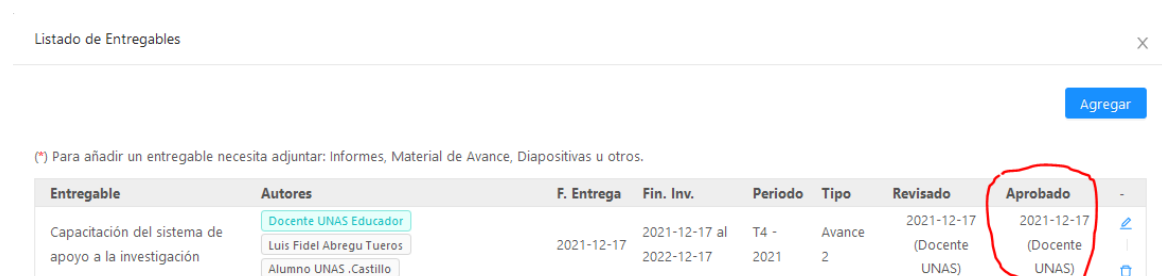 Listado de Entregables
Agregar
(*) Para añadir un entregable necesita adjuntar: Informes, Material de Avance, Diapositivas u otros.
Entregable Autores F. Entrega Fin. Inv. Periodo Tipo Revisado Aprobado -
Capacitación del sistema de
apoyo a la investigación
Docente UNAS Educador
Luis Fidel Abregu Tueros
Alumno UNAS .Castillo
2021-12-17
2021-12-17 al
2022-12-17
T4 -
2021
Avance
2
2021-12-17
(Docente
UNAS)
2021-12-17
(Docente
UNAS)